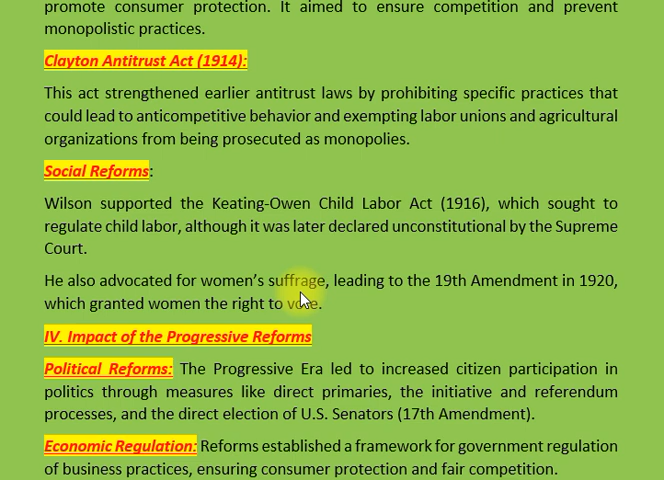 promote consumer protection. It aimed to ensure competition and prevent
monopolistic practices.
Clayton Antitrust Act (1914):
This act strengthened earlier antitrust laws by prohibiting specific practices that
could lead to anticompetitive behavior and exempting labor unions and agricultural
organizations from being prosecuted as monopolies.
Social Reforms:
Wilson supported the Keating-Owen Child Labor Act (1916), which sought to
regulate child labor, although it was later declared unconstitutional by the Supreme
Court.
He also advocated for women’s suffrage, leading to the 19th Amendment in 1920,
which granted women the right to vote.
IV. Impact of the Progressive Reforms
Political Reforms: The Progressive Era led to increased citizen participation in
politics through measures like direct primaries, the initiative and referendum
processes, and the direct election of U.S. Senators (17th Amendment).
Economic Regulation: Reforms established a framework for government regulation
of business practices, ensuring consumer protection and fair competition.